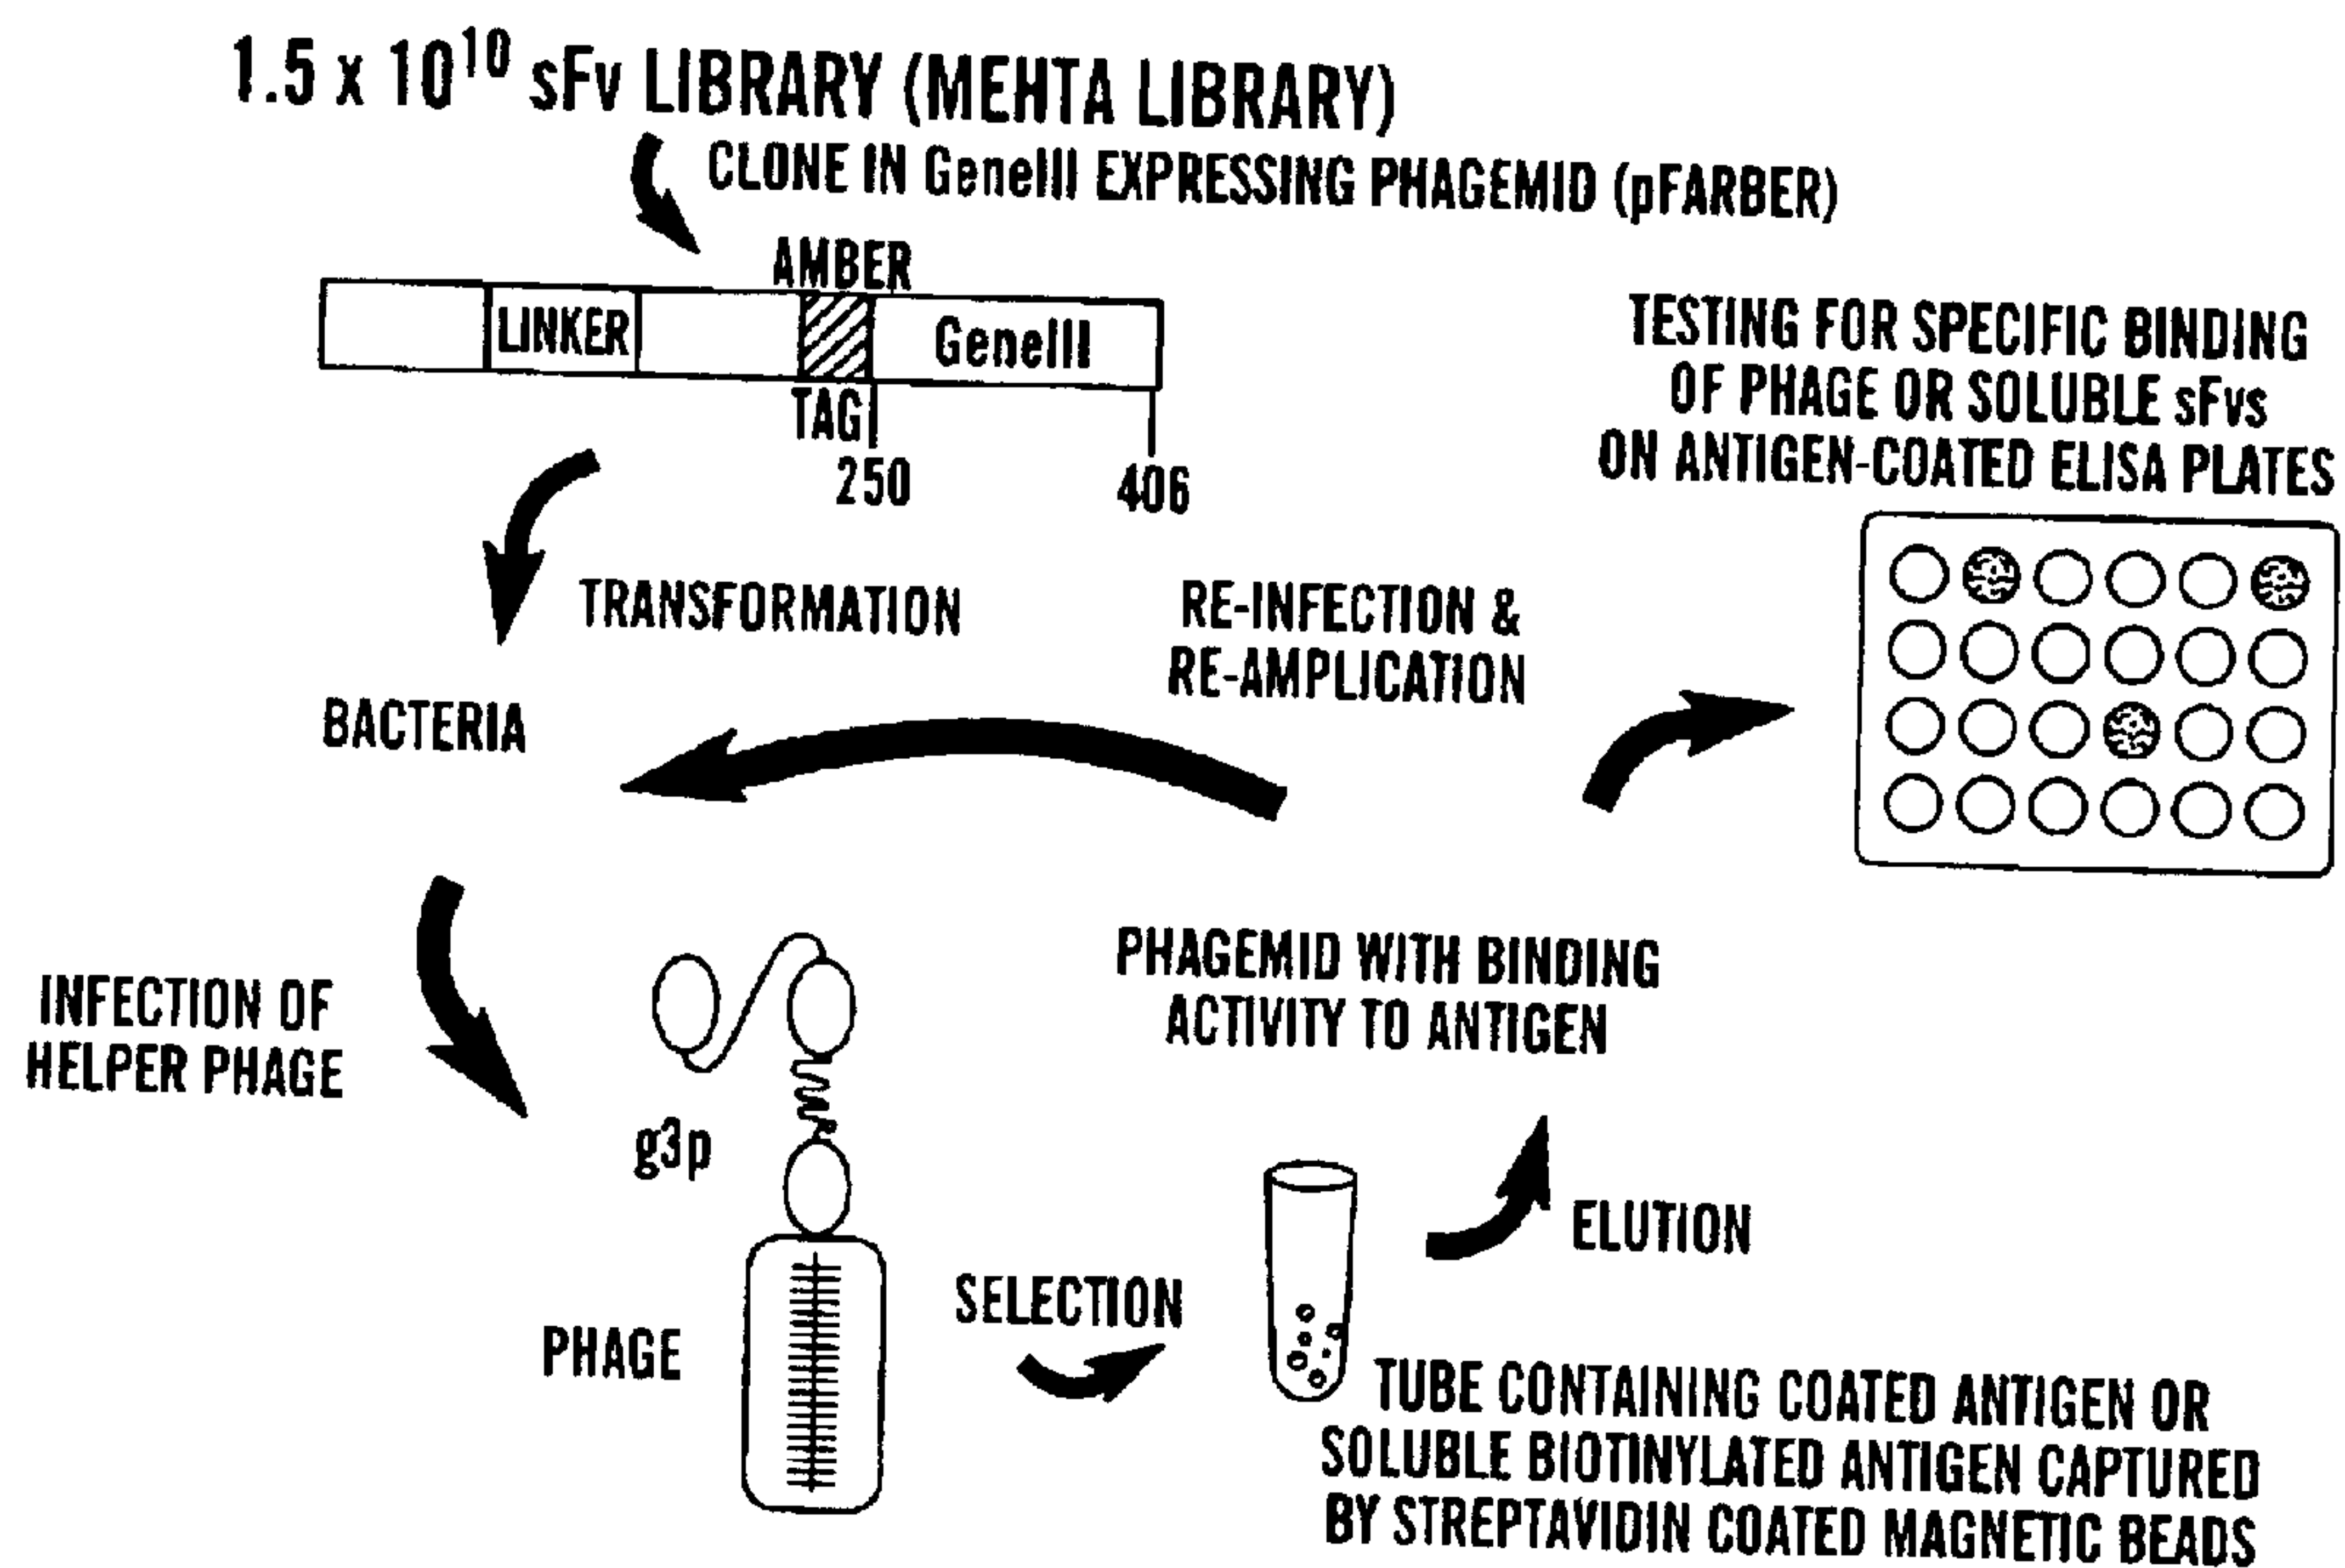 1.5 x 10^10 sFv LIBRARY (MEHTA LIBRARY)
CLONE IN GeneIII EXPRESSING PHAGEMID (pFARBER)
AMBER
LINKER
GeneIII
TAG
250
406
TESTING FOR SPECIFIC BINDING
OF PHAGE OR SOLUBLE sFvs
ON ANTIGEN-COATED ELISA PLATES
TRANSFORMATION
RE-INFECTION &
RE-AMPLICATION
BACTERIA
INFECTION OF
HELPER PHAGE
g3p
PHAGE
PHAGEMID WITH BINDING
ACTIVITY TO ANTIGEN
SELECTION
ELUTION
TUBE CONTAINING COATED ANTIGEN OR
SOLUBLE BIOTINYLATED ANTIGEN CAPTURED
BY STREPTAVIDIN COATED MAGNETIC BEADS